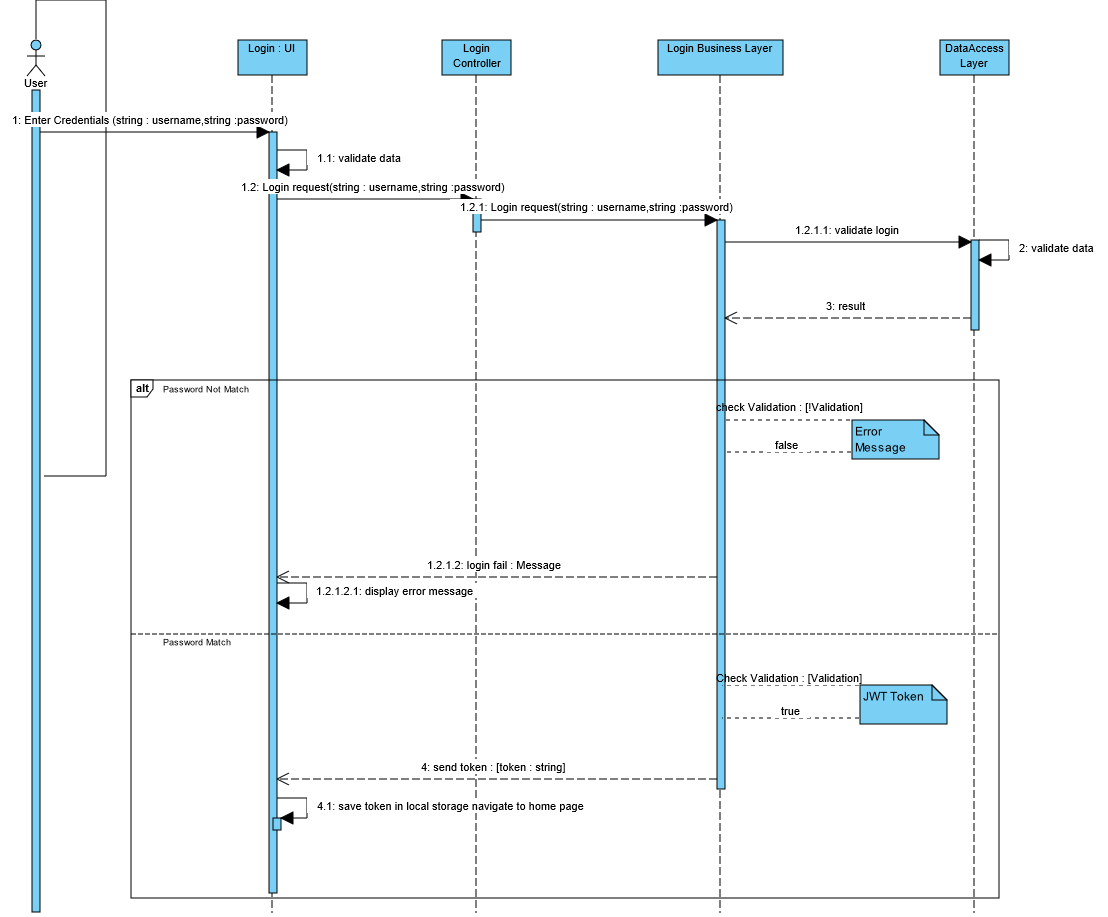 Login : UI
Login
Controller
Login Business Layer
DataAccess
Layer
User
1: Enter Credentials (string : username,string :password)
1.1: validate data
1.2: Login request(string : username,string :password)
1.2.1: Login request(string : username,string :password)
1.2.1.1: validate login
2: validate data
3: result
alt
Password Not Match
check Validation : [!Validation]
Error
Message
false
1.2.1.2: login fail : Message
1.2.1.2.1: display error message
Password Match
Check Validation : [Validation]
JWT Token
true
4: send token : [token : string]
4.1: save token in local storage navigate to home page